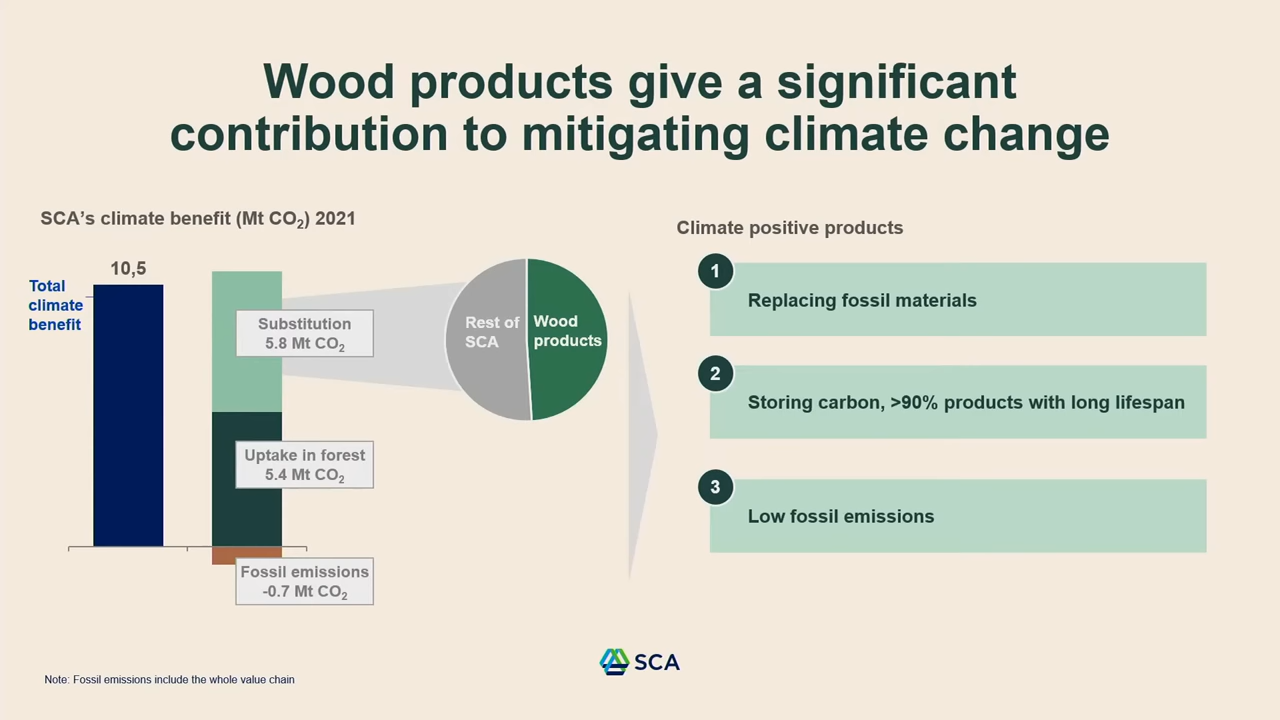 Wood products give a significant
contribution to mitigating climate change
SCA's climate benefit (Mt CO₂) 2021
10,5
Total
climate
benefit
Substitution
5.8 Mt CO₂
Uptake in forest
5.4 Mt CO₂
Fossil emissions
-0.7 Mt CO₂
Rest of
SCA
Wood
products
Climate positive products
1
Replacing fossil materials
2
Storing carbon, >90% products with long lifespan
3
Low fossil emissions
SCA
Note: Fossil emissions include the whole value chain